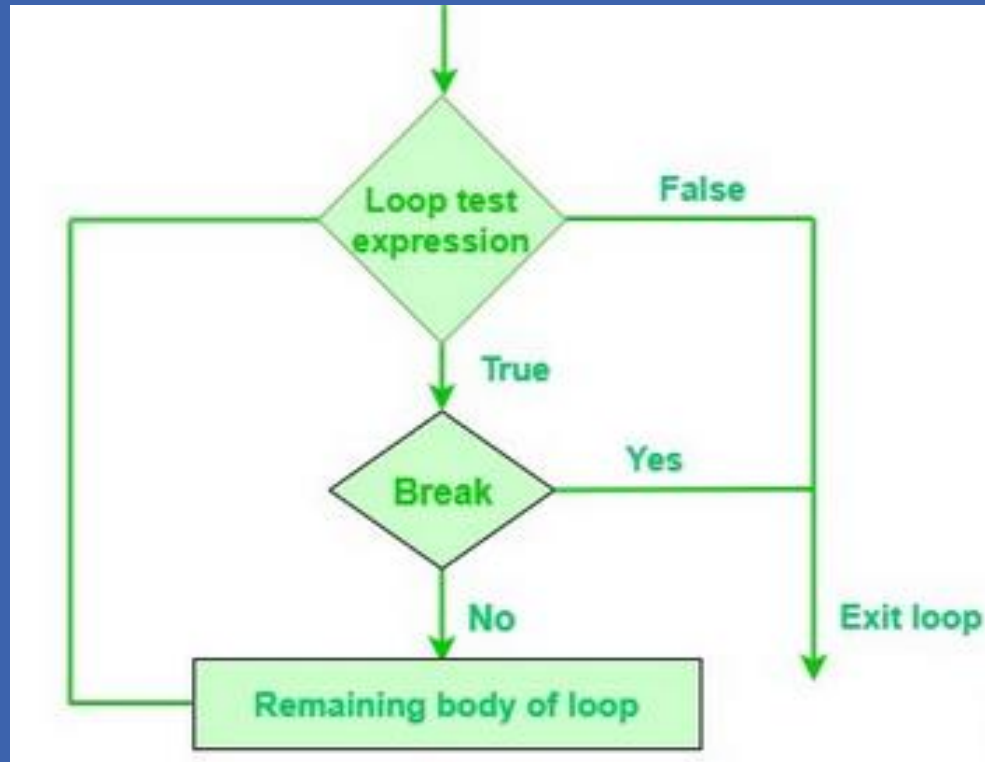 Loop test
expression
False
True
Break
Yes
No
Exit loop
Remaining body of loop